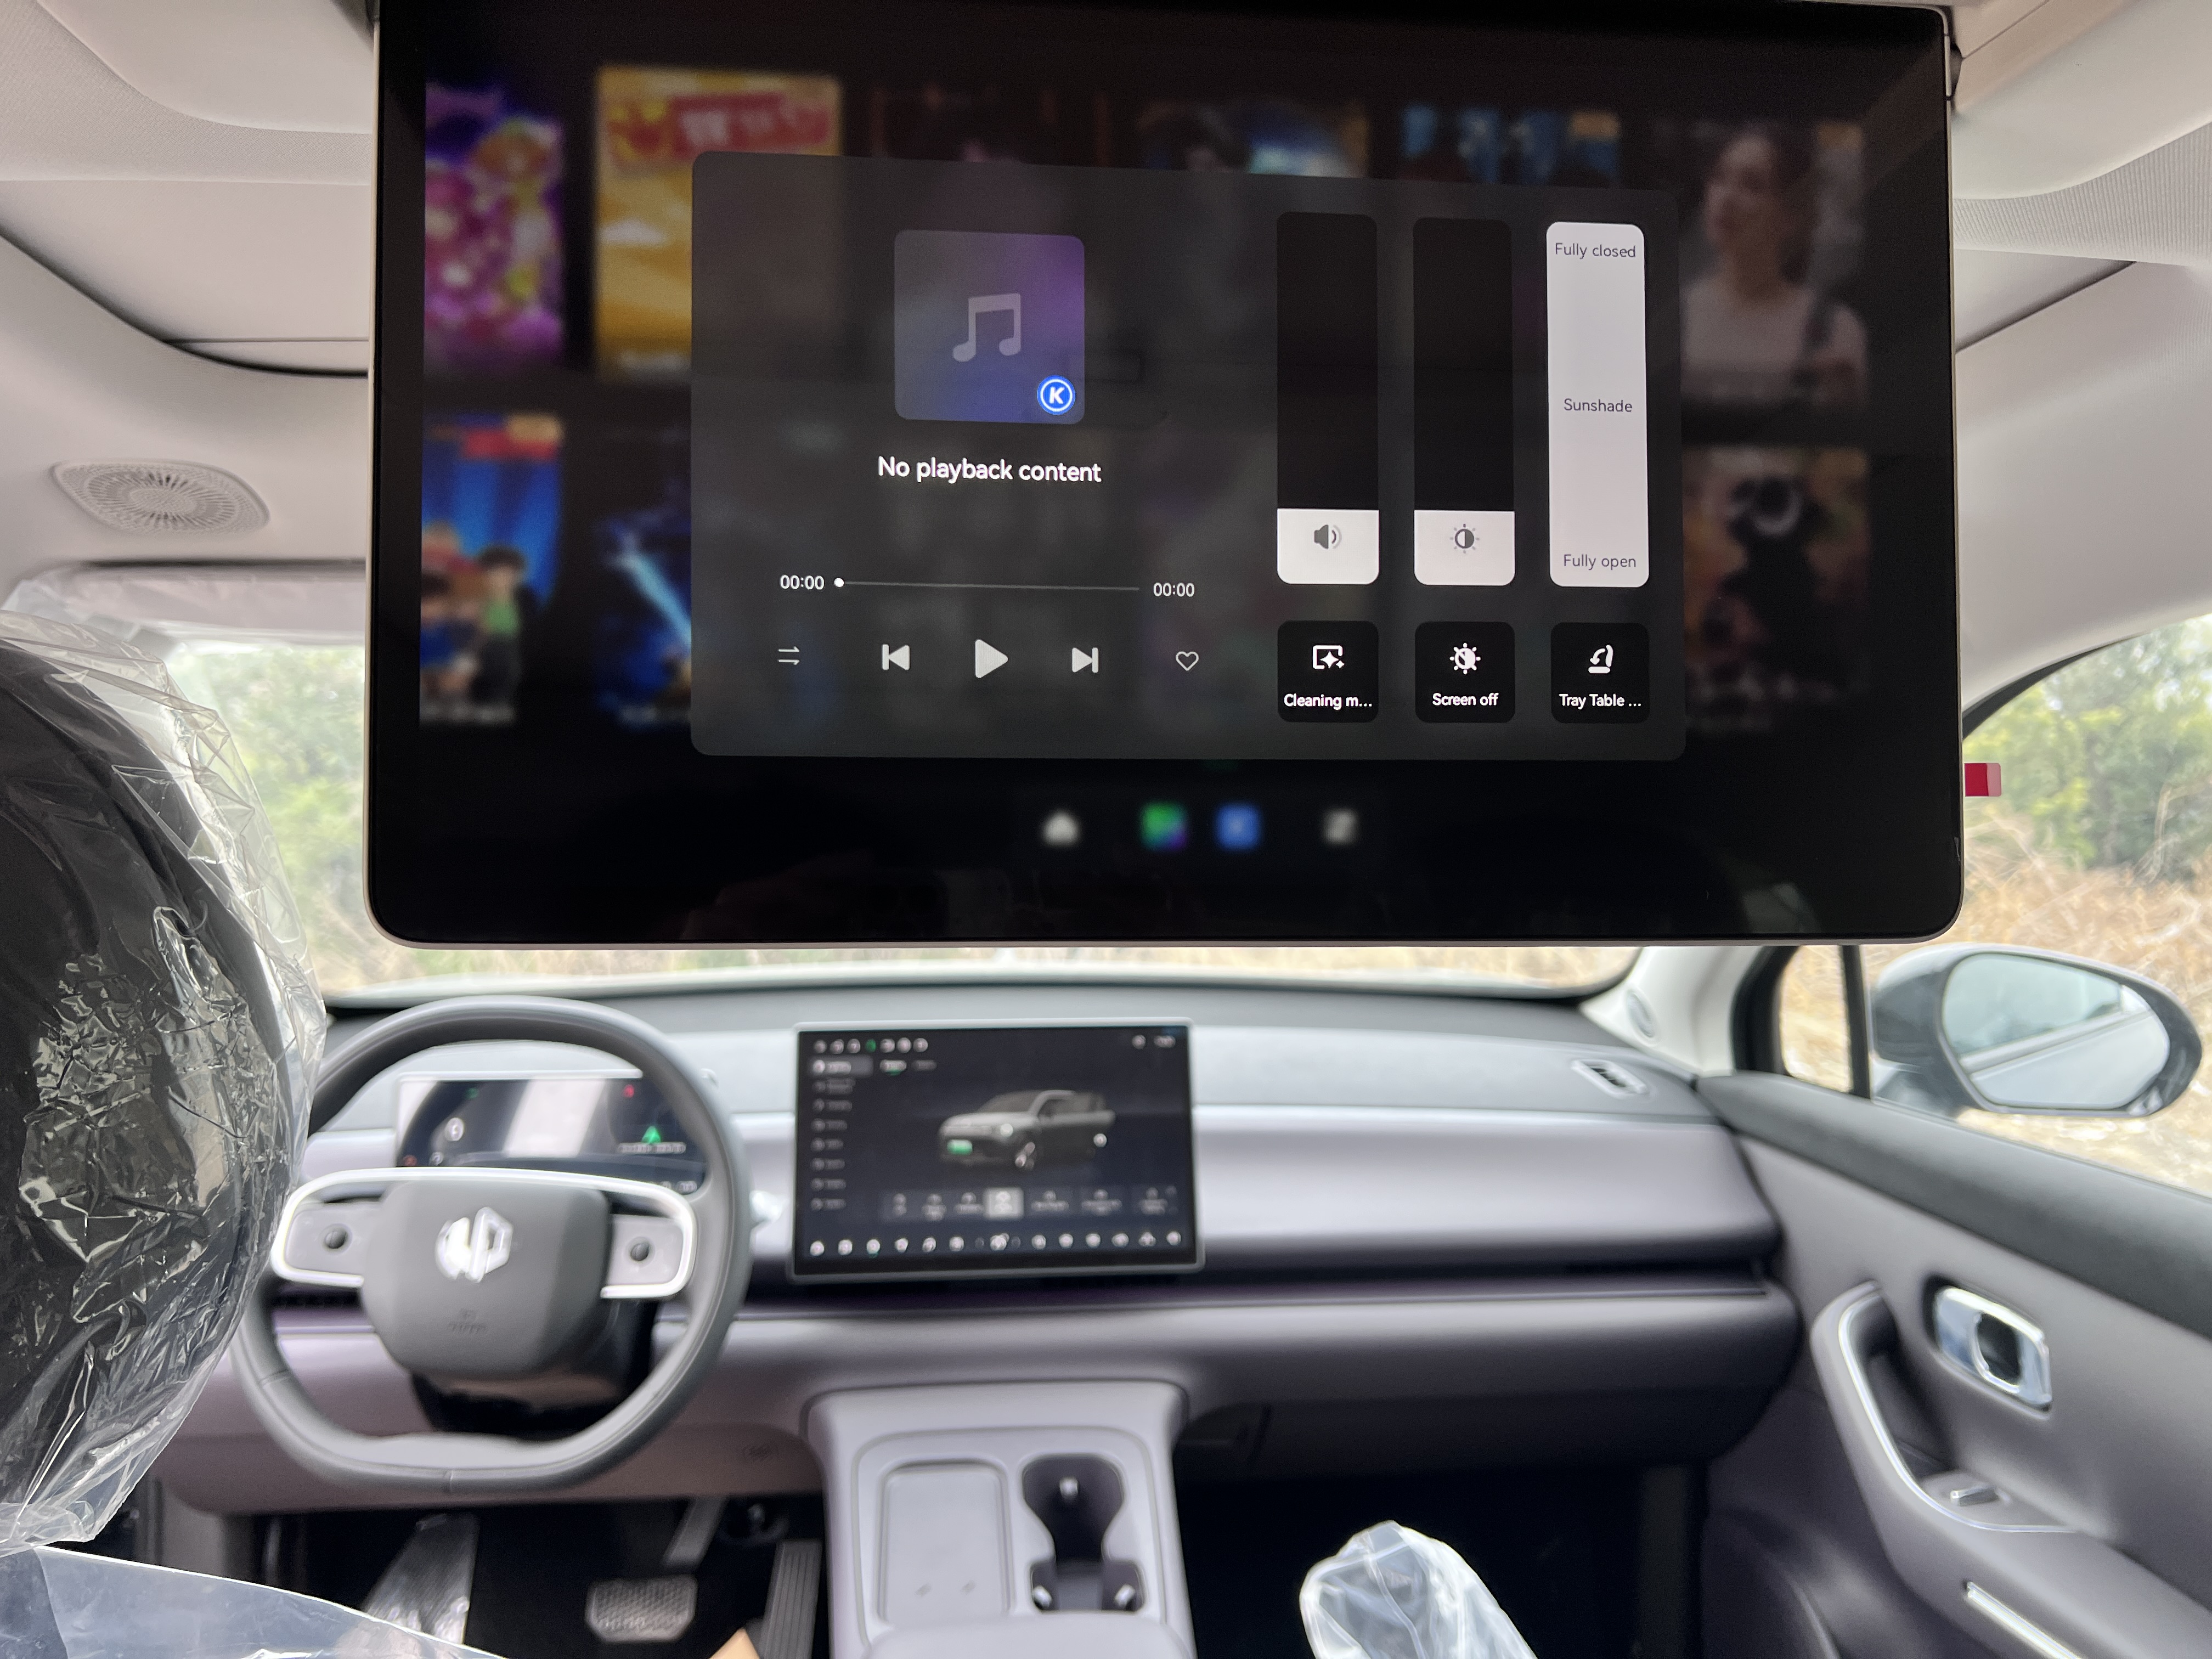 Fully closed
Sunshade
Fully open
K
No playback content
00:00
00:00
Cleaning m...
Screen off
Tray Table ...